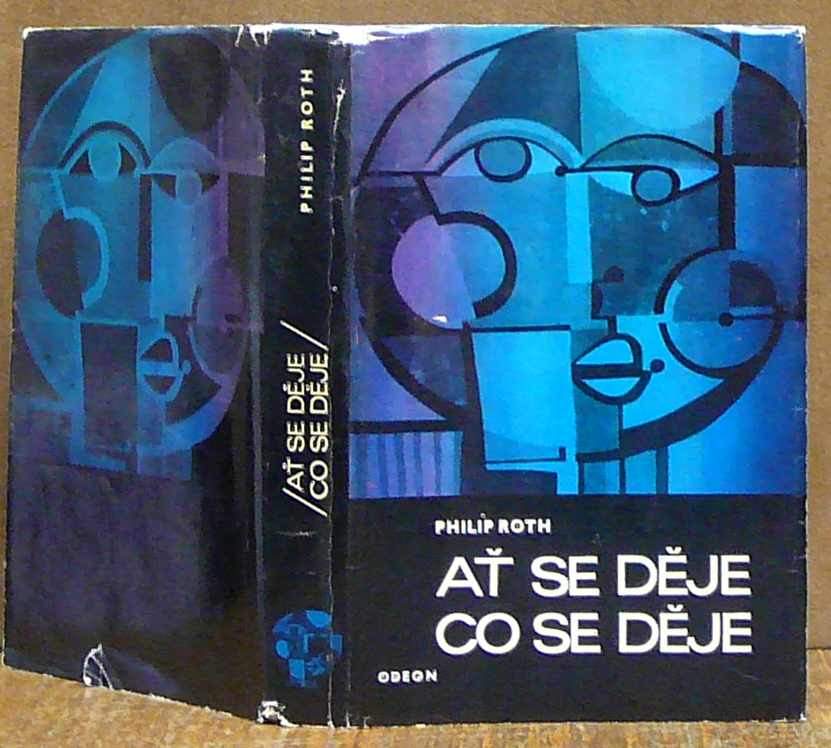 PHILIP ROTH
/AŤ SE DĚJE
CO SE DĚJE/
PHILIP ROTH
AŤ SE DĚJE
CO SE DĚJE
ODEON